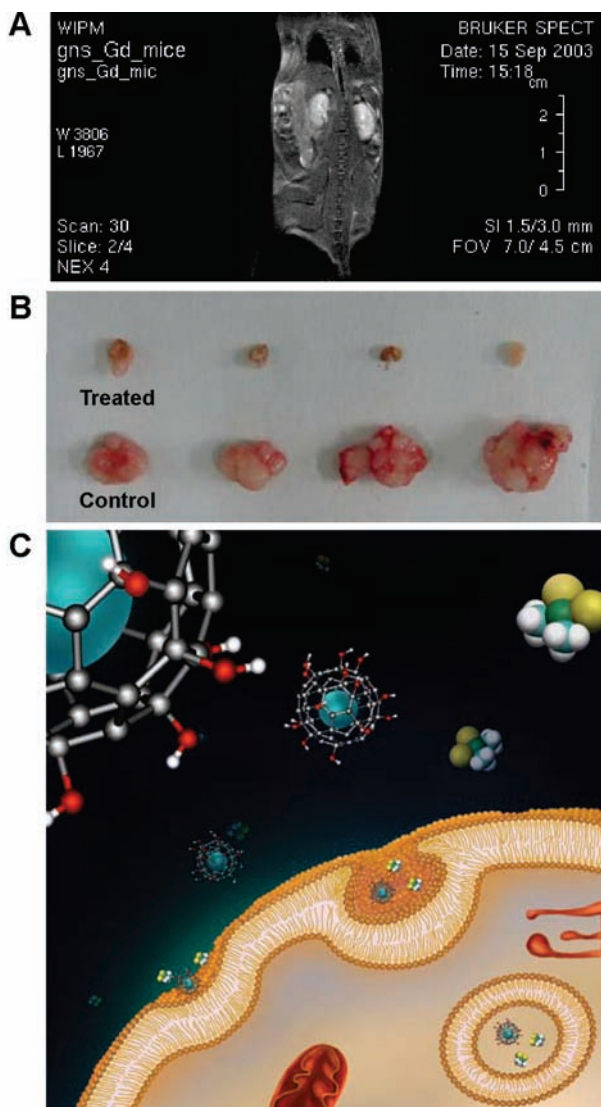 A
WIPM
gns_Gd_mice
gns_Gd_mic
W 3806
L 1967
Scan: 30
Slice: 2/4
NEX 4
BRUKER SPECT
Date: 15 Sep 2003
Time: 15:18
cm
2
1
0
SI 1.5/3.0 mm
FOV 7.0/ 4.5 cm
B
Treated
Control
C